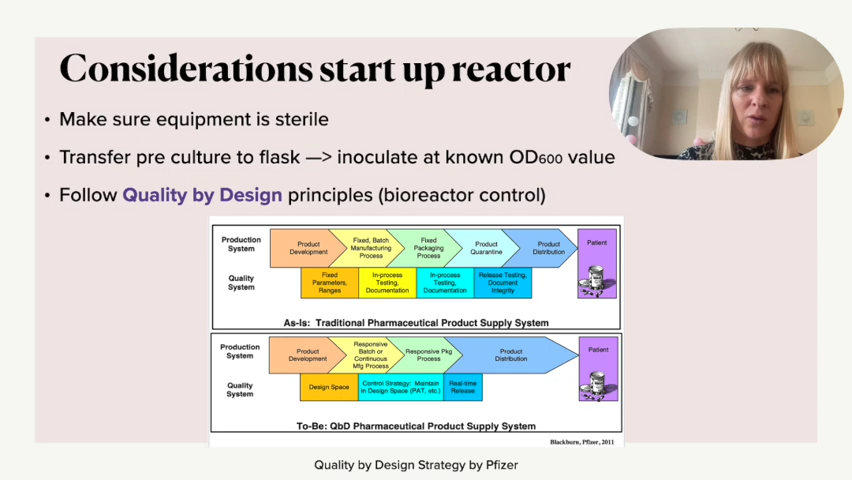 Considerations start up reactor
• Make sure equipment is sterile
• Transfer pre culture to flask —> inoculate at known OD600 value
• Follow Quality by Design principles (bioreactor control)
Production
System
Product
Development
Fixed, Batch
Manufacturing
Process
Fixed
Packaging
Process
Product
Quarantine
Product
Distribution
Patient
Quality
System
Fixed
Parameters,
Ranges
In-process
Testing,
Documentation
In-process
Testing,
Documentation
Release Testing,
Document
Integrity
As-Is: Traditional Pharmaceutical Product Supply System
Production
System
Product
Development
Responsive
Batch or
Continuous
Mfg Process
Responsive Pkg
Process
Product
Distribution
Patient
Quality
System
Design Space
Control Strategy: Maintain
in Design Space (PAT, etc.)
Real-time
Release
To-Be: QbD Pharmaceutical Product Supply System
Blackburn, Pfizer, 2011
Quality by Design Strategy by Pfizer